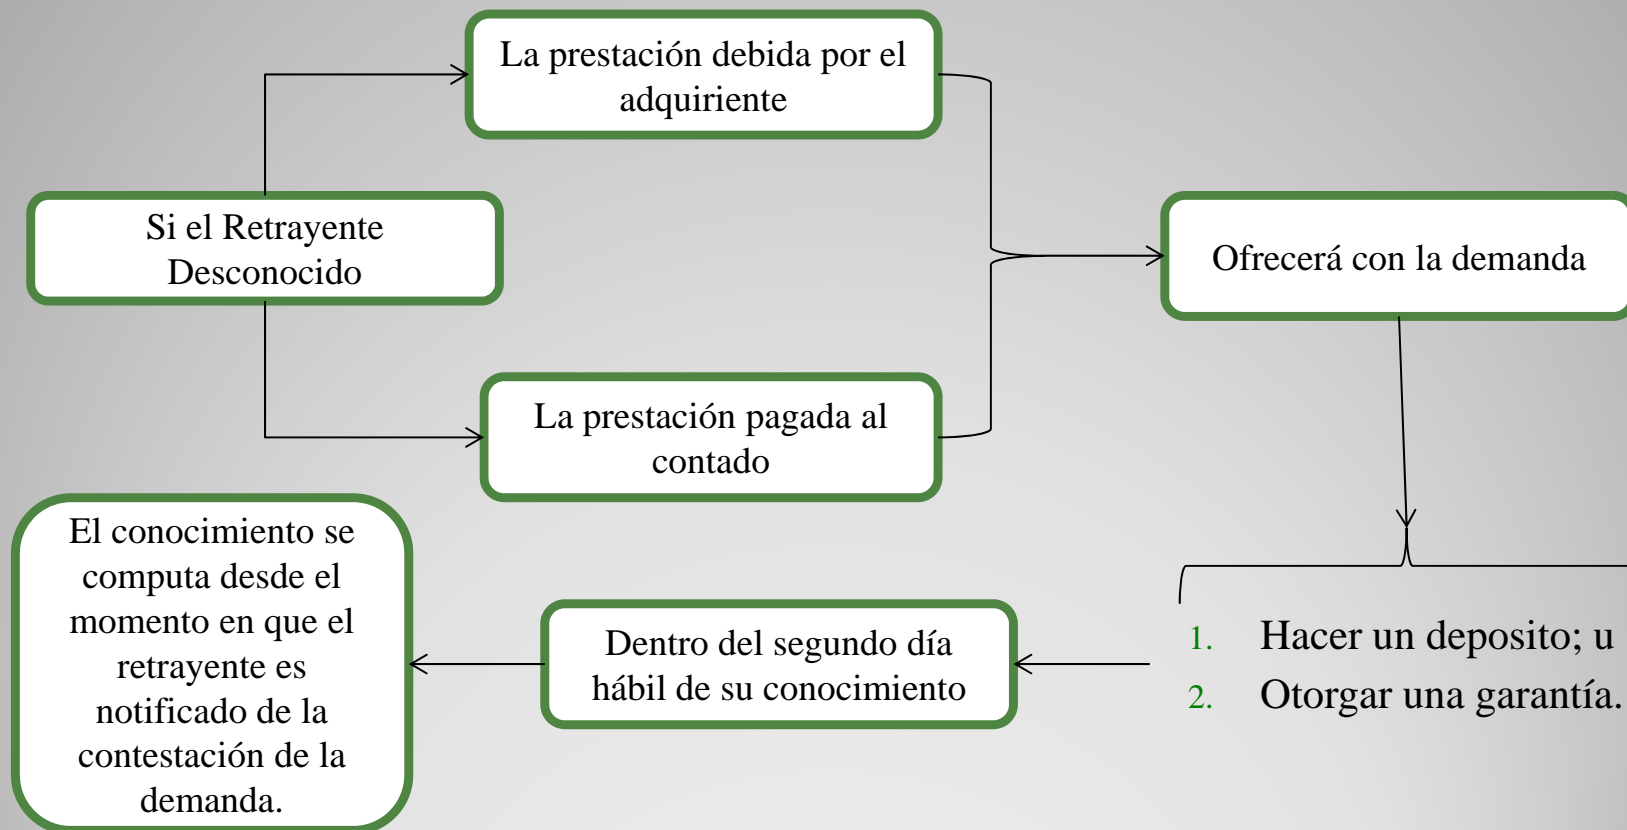 La prestación debida por el
adquiriente
Si el Retrayente
Desconocido
Ofrecerá con la demanda
La prestación pagada al
contado
El conocimiento se
computa desde el
momento en que el
retrayente es
notificado de la
contestación de la
demanda.
Dentro del segundo día
hábil de su conocimiento
1. Hacer un deposito; u
2. Otorgar una garantía.